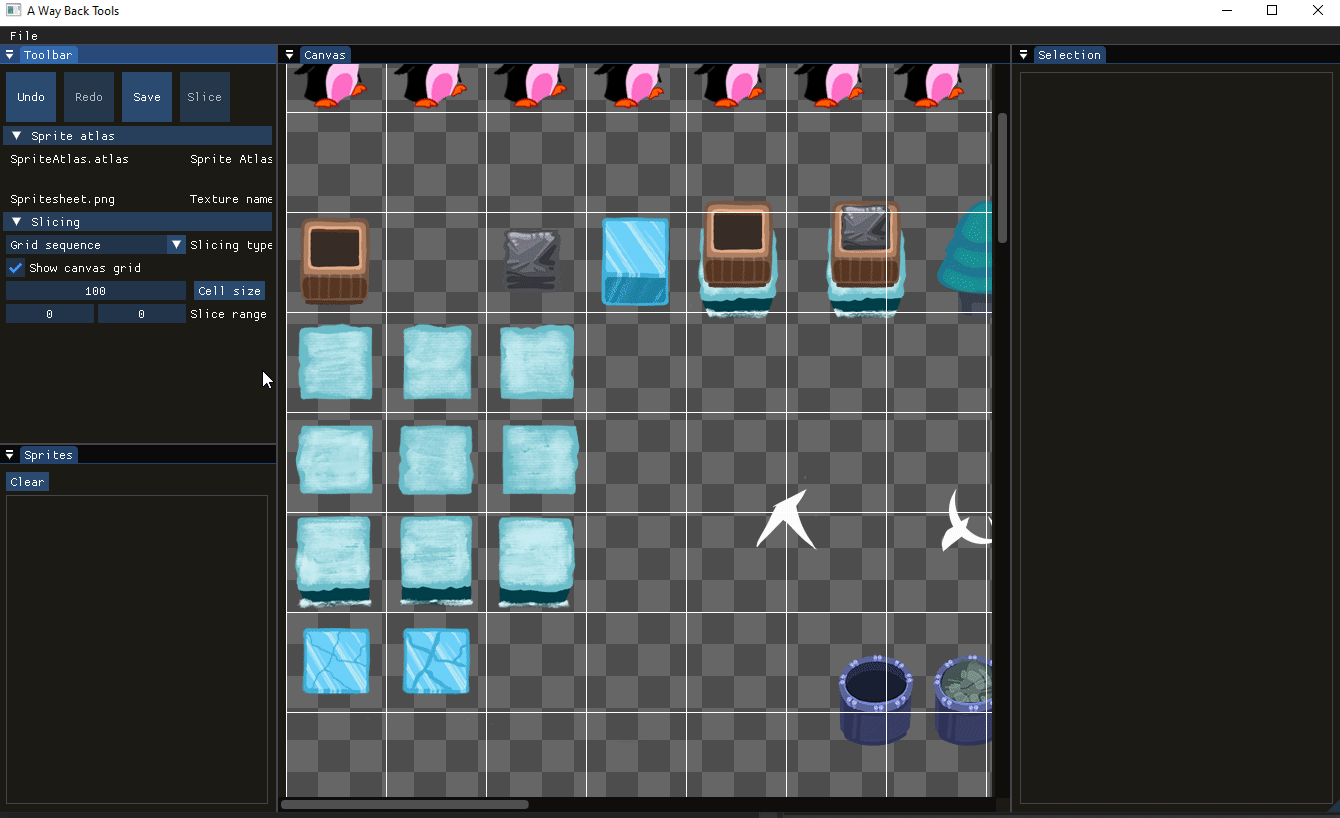 A Way Back Tools
File
Toolbar
Undo Redo Save Slice
Sprite atlas
SpriteAtlas.atlas Sprite Atlas
Spritesheet.png Texture name
Slicing
Grid sequence Slicing type
Show canvas grid
100 Cell size
0 0 Slice range
Sprites
Clear
Canvas
Selection